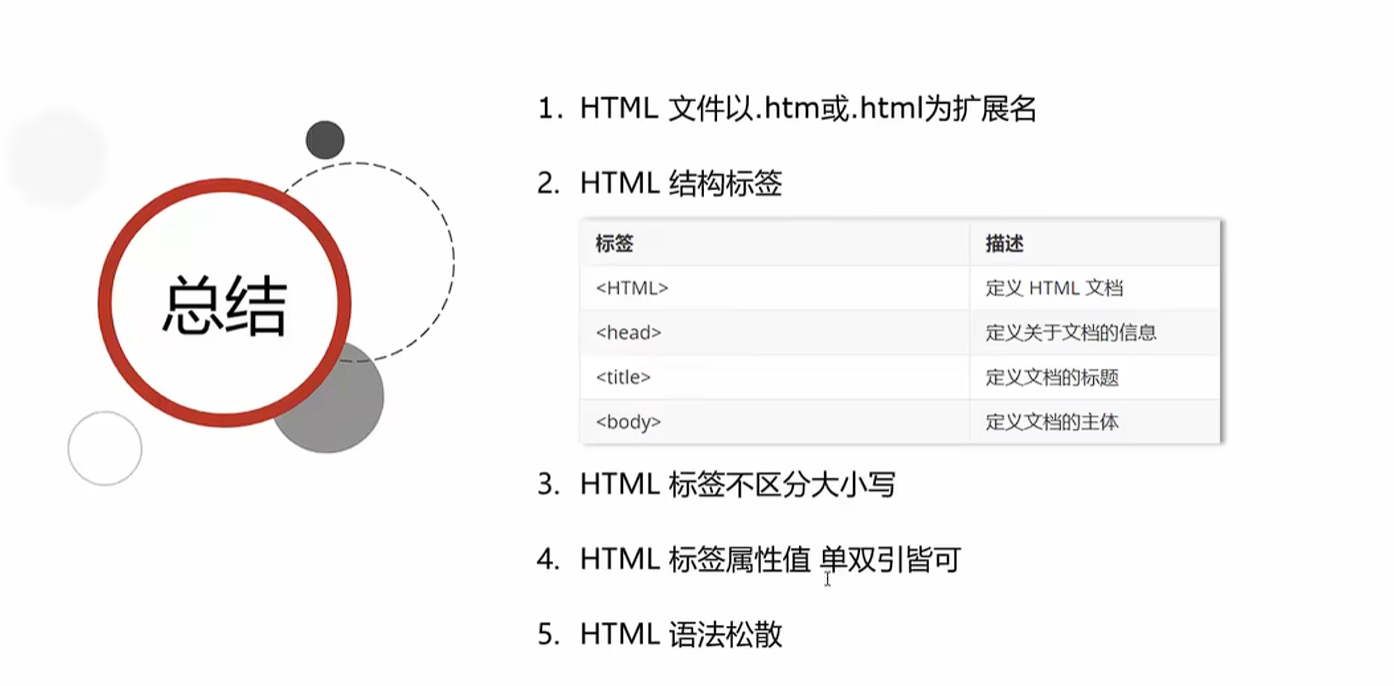 总结
1. HTML 文件以.htm或.html为扩展名
2. HTML 结构标签
标签 描述
<HTML> 定义 HTML 文档
<head> 定义关于文档的信息
<title> 定义文档的标题
<body> 定义文档的主体
3. HTML 标签不区分大小写
4. HTML 标签属性值 单双引皆可
5. HTML 语法松散